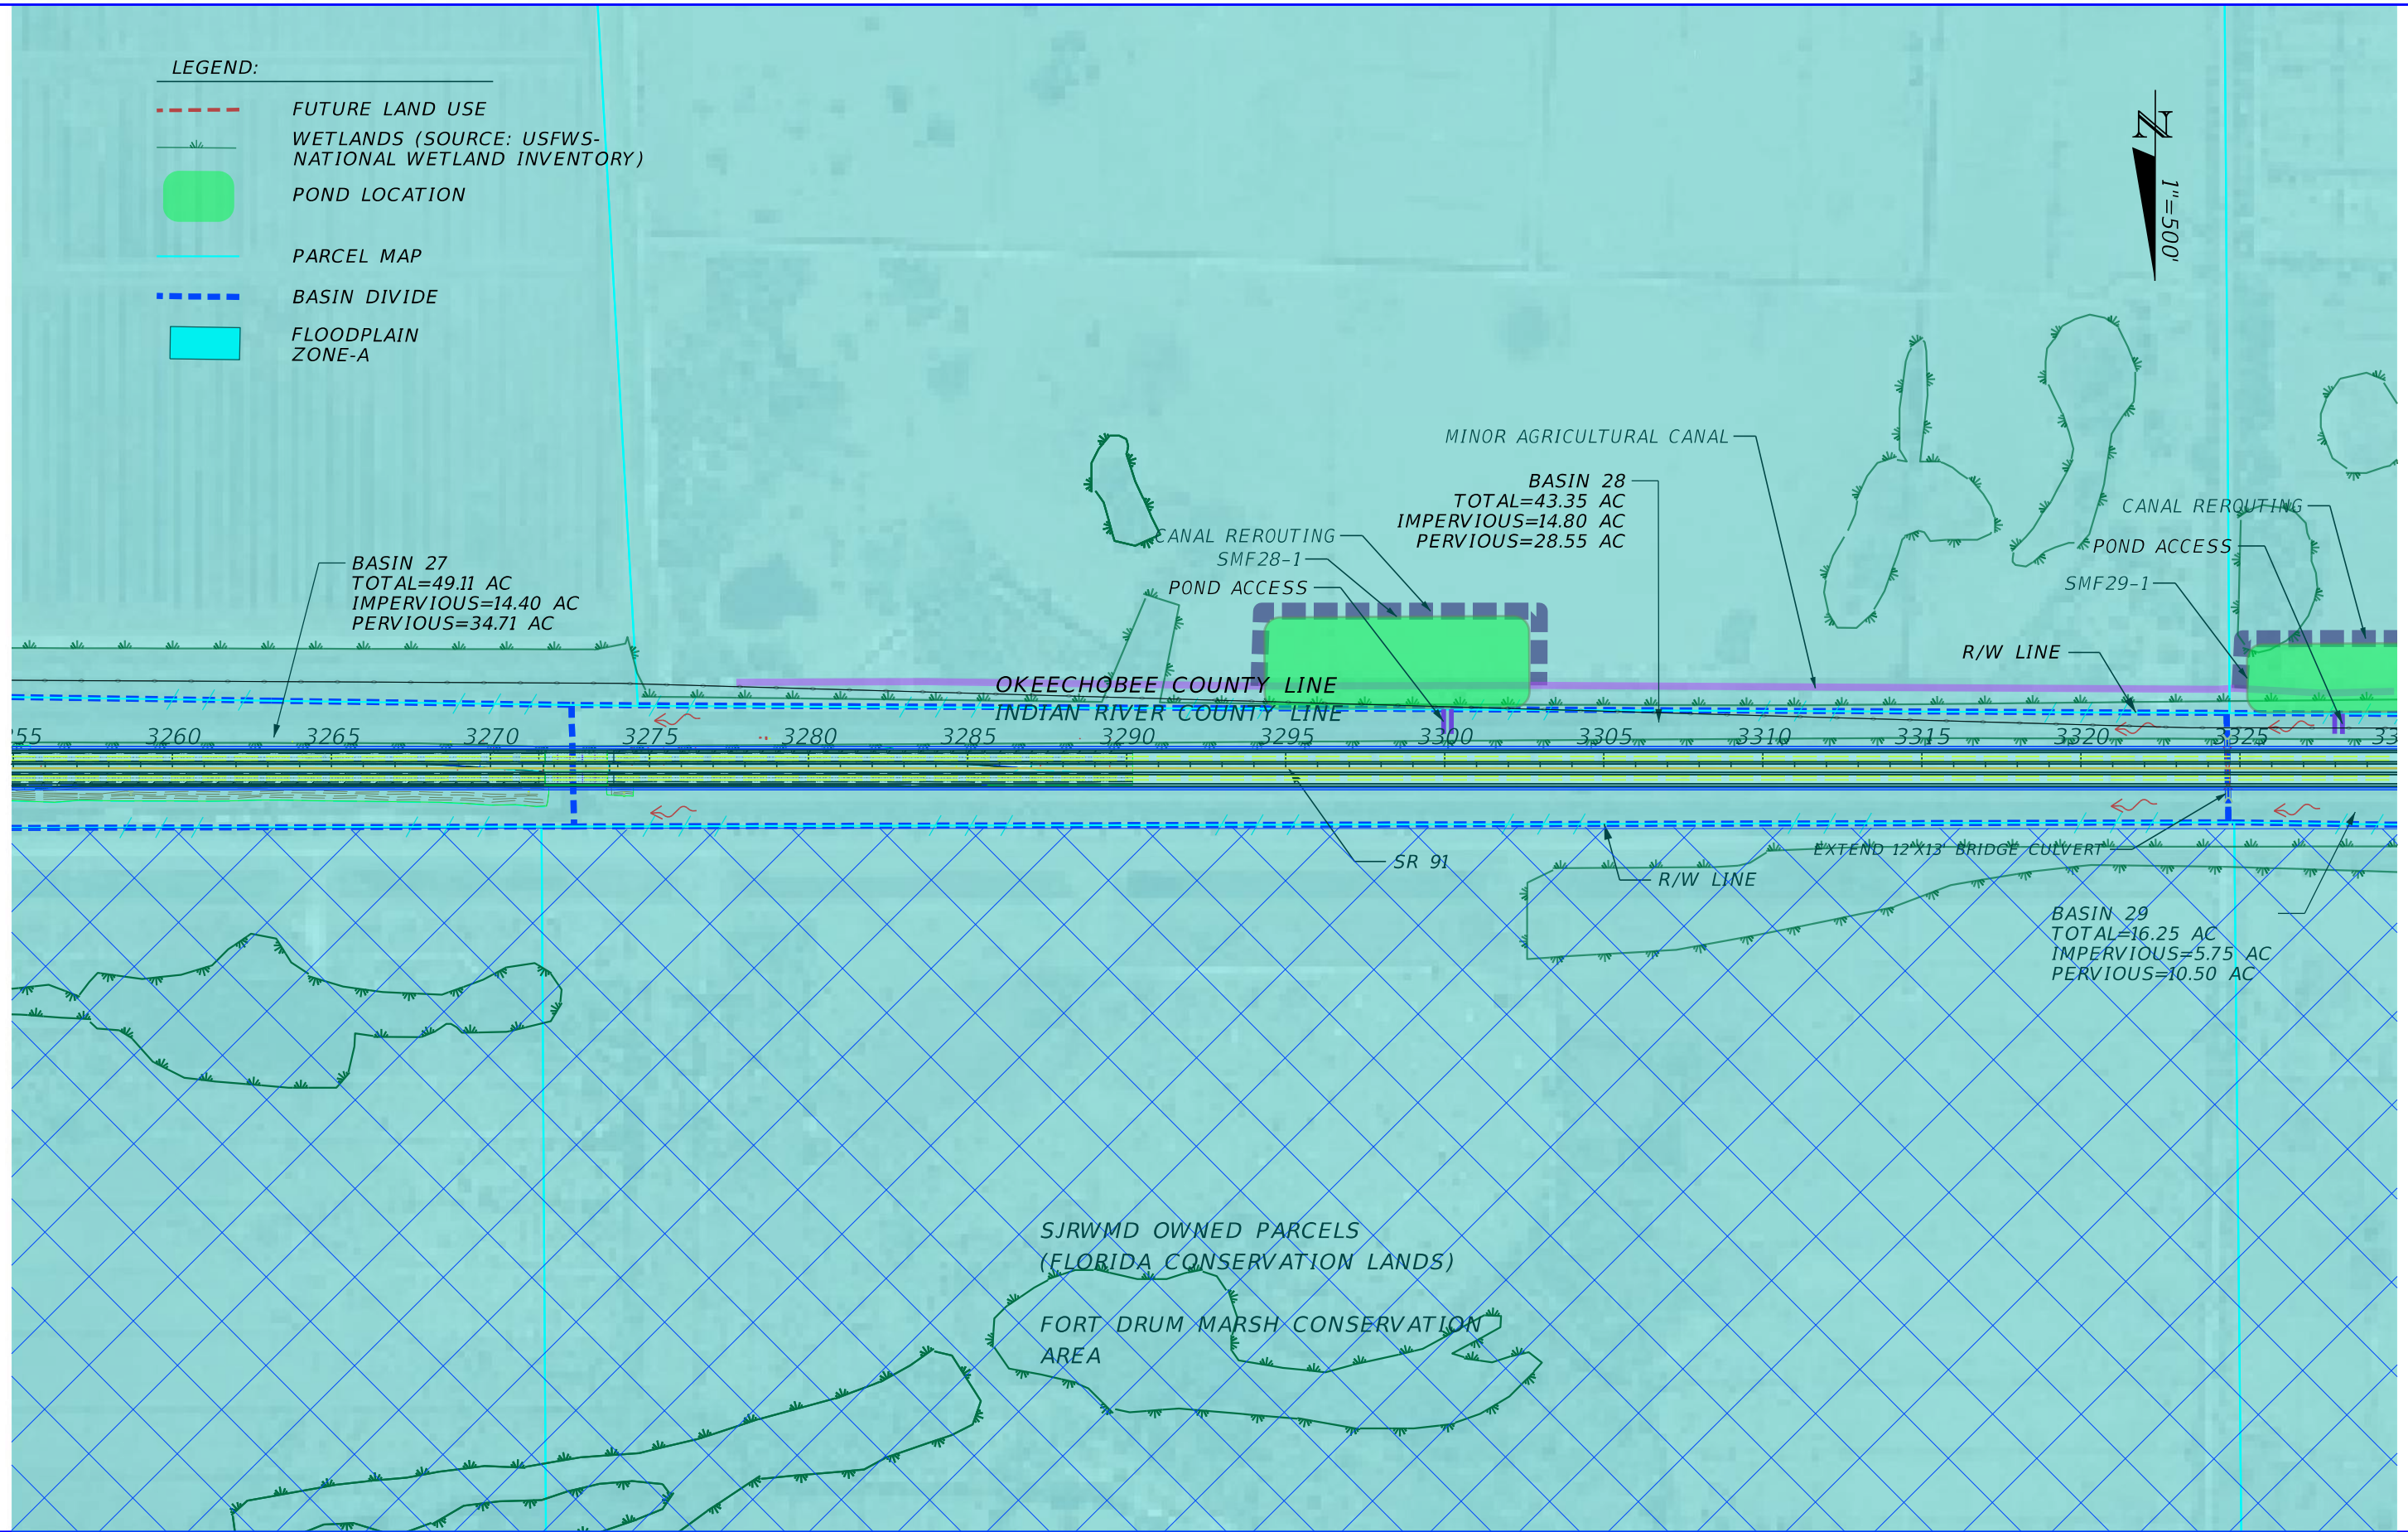 LEGEND:
FUTURE LAND USE
WETLANDS (SOURCE: USFWS-
NATIONAL WETLAND INVENTORY)
POND LOCATION
PARCEL MAP
BASIN DIVIDE
FLOODPLAIN
ZONE-A
N
1"=500'
MINOR AGRICULTURAL CANAL
BASIN 28
TOTAL=43.35 AC
IMPERVIOUS=14.80 AC
PERVIOUS=28.55 AC
CANAL REROUTING
SMF28-1
POND ACCESS
CANAL REROUTING
POND ACCESS
SMF29-1
R/W LINE
BASIN 27
TOTAL=49.11 AC
IMPERVIOUS=14.40 AC
PERVIOUS=34.71 AC
OKEECHOBEE COUNTY LINE
INDIAN RIVER COUNTY LINE
55 3260 3265 3270 3275 3280 3285 3290 3295 3300 3305 3310 3315 3320 3325 33
SR 91
R/W LINE
EXTEND 12'X13' BRIDGE CULVERT
BASIN 29
TOTAL=16.25 AC
IMPERVIOUS=5.75 AC
PERVIOUS=10.50 AC
SJRWMD OWNED PARCELS
(FLORIDA CONSERVATION LANDS)
FORT DRUM MARSH CONSERVATION
AREA